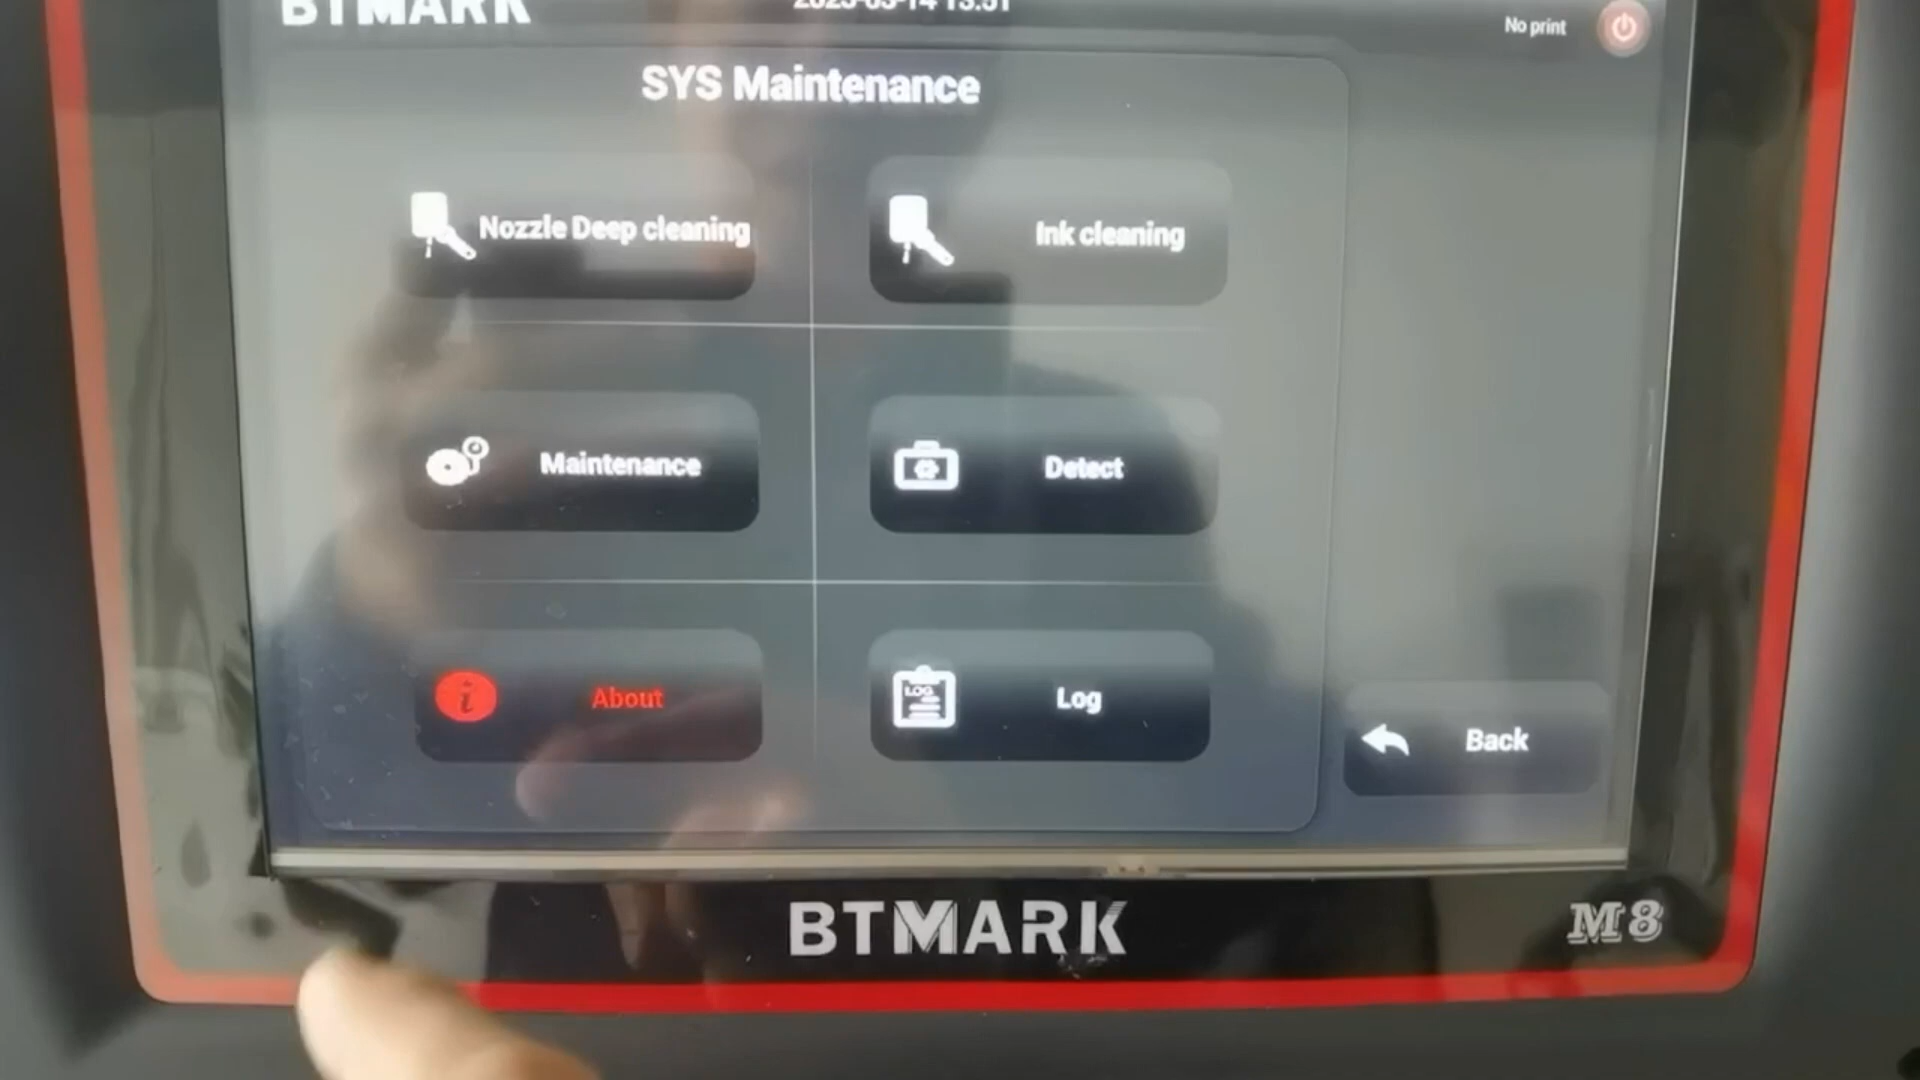 BTMARK
2023-03-14 13:51
No print
SYS Maintenance
Nozzle Deep cleaning
Ink cleaning
Maintenance
Detect
About
LOG
Log
Back
BTMARK
M8